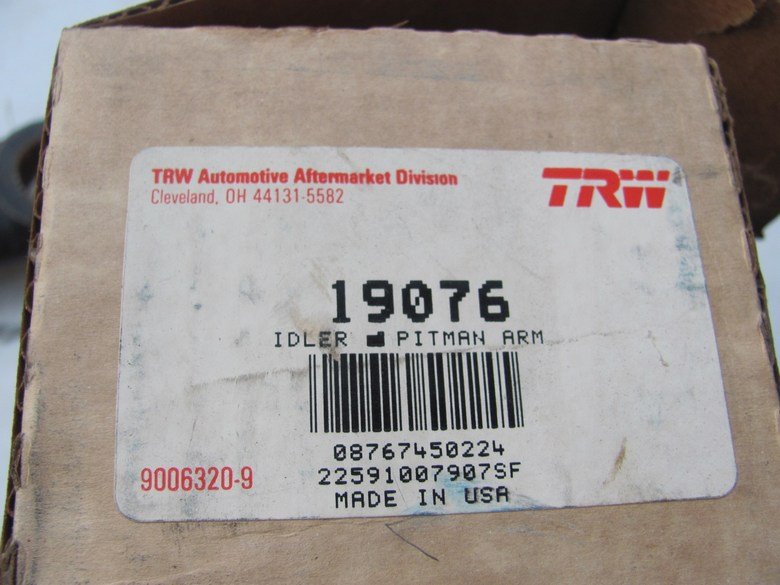 TRW Automotive Aftermarket Division
Cleveland, OH 44131-5582
TRW
19076
IDLER PITMAN ARM
08767450224
22591007907SF
9006320-9
MADE IN USA